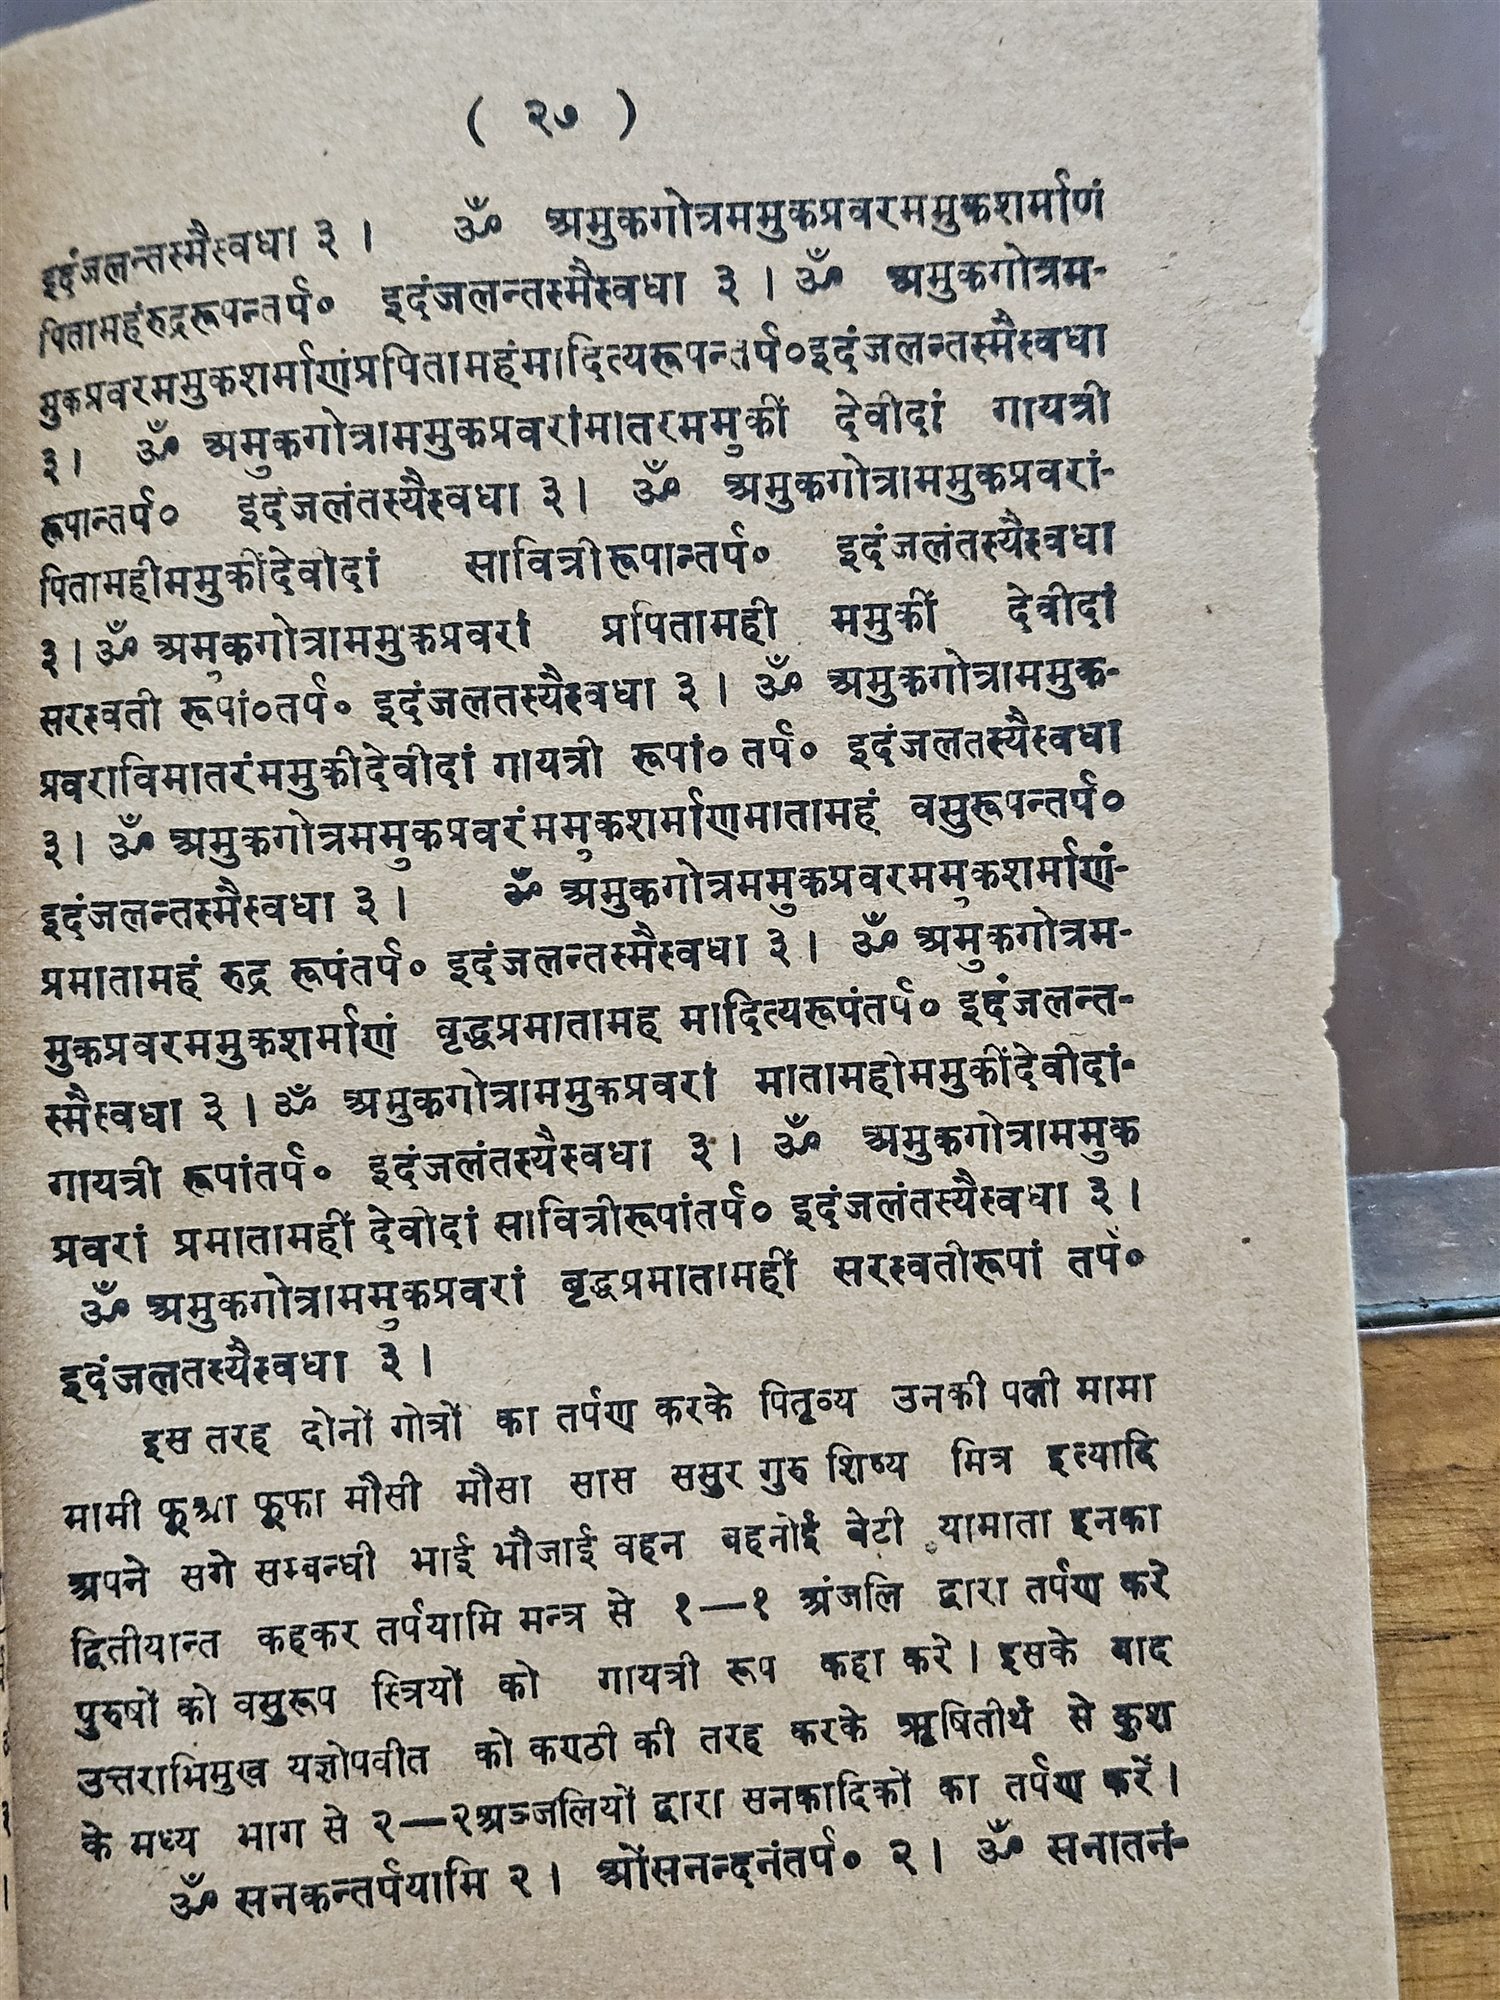 ( २७ )
इदंजलन्तस्मैस्वधा ३ । ॐ अमुकगोत्रममुकप्रवरममुकशर्माणं
पितामहंरुद्ररूपन्तर्प० इदंजलन्तस्मैस्वधा ३ । ॐ अमुकगोत्रम-
मुकप्रवरममुकशर्माणंप्रपितामहंमादित्यरूपन्तर्प०इदंजलन्तस्मैस्वधा
३। ॐ अमुकगोत्राममुकप्रवरांमातरममुकीं देवीदां गायत्री
रूपान्तर्प० इदंजलंतस्यैस्वधा ३। ॐ अमुकगोत्राममुकप्रवरां-
पितामहीममुकींदेवोदां सावित्रीरूपान्तर्प० इदंजलंतस्यैस्वधा
३।ॐ अमुकगोत्राममुकप्रवरां प्रपितामही ममुकीं देवीदां
सरस्वती रूपां०तर्प० इदंजलतस्यैस्वधा ३। ॐ अमुकगोत्राममुक-
प्रवराविमातरंममुकीदेवीदां गायत्री रूपां० तर्प० इदंजलतस्यैस्वधा
३। ॐ अमुकगोत्रममुकप्रवरंममुकशर्माणमातामहं वसुरूपन्तर्प०
इदंजलन्तस्मैस्वधा ३ । ॐ अमुकगोत्रममुकप्रवरममुकशर्माणं-
प्रमातामहं रुद्र रूपंतर्प० इदंजलन्तस्मैस्वधा ३ । ॐ अमुकगोत्रम-
मुकप्रवरममुकशर्माणं वृद्धप्रमातामह मादित्यरूपंतर्प० इदंजलन्त-
स्मैस्वधा ३ । ॐ अमुकगोत्राममुकप्रवरां मातामहोममुकींदेवीदां-
गायत्री रूपांतर्प० इदंजलंतस्यैस्वधा ३ । ॐ अमुकगोत्राममुक
प्रवरां प्रमातामहीं देवोदां सावित्रीरूपांतर्प० इदंजलंतस्यैस्वधा ३ ।
ॐ अमुकगोत्राममुकप्रवरां बृद्धप्रमातामहीं सरस्वतीरूपां तर्प०
इदंजलतस्यैस्वधा ३ ।
इस तरह दोनों गोत्रों का तर्पण करके पितृव्य उनकी पत्नी मामा
मामी फूआ फूफा मौसी मौसा सास ससुर गुरु शिष्य मित्र इत्यादि
अपने सगे सम्वन्धी भाई भौजाई वहन बहनोई बेटी यामाता इनका
द्वितीयान्त कहकर तर्पयामि मन्त्र से १—१ अंजलि द्वारा तर्पण करे
पुरुषों को वसुरूप स्त्रियों को गायत्री रूप कहा करे । इसके बाद
उत्तराभिमुख यज्ञोपवीत को कण्ठी की तरह करके ऋषितीर्थ से कुश
के मध्य भाग से २—२अञ्जलियों द्वारा सनकादिकों का तर्पण करें ।
ॐ सनकन्तर्पयामि २ । ओंसनन्दनंतर्प० २ । ॐ सनातनं-